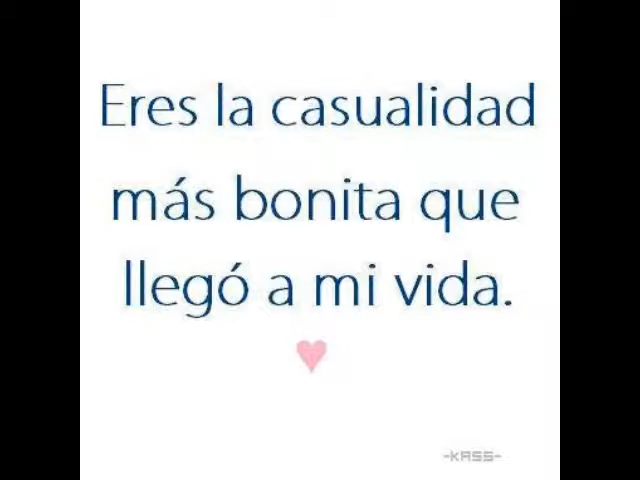 Eres la casualidad
más bonita que
llegó a mi vida.
-KASS-